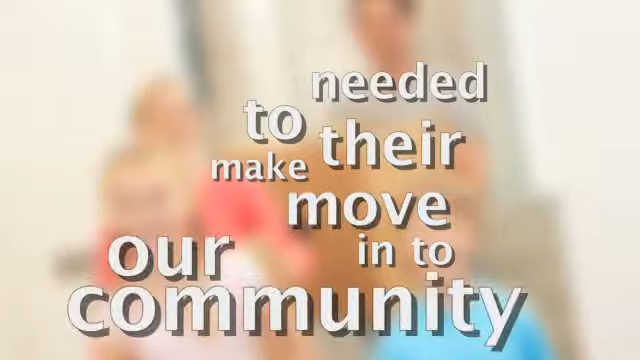 needed
to their
make
move
in to
our
community